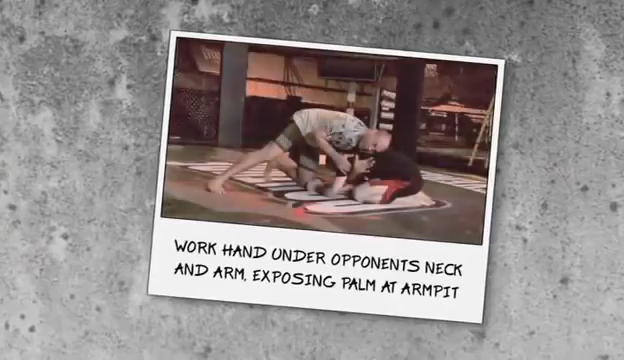 WORK HAND UNDER OPPONENTS NECK
AND ARM, EXPOSING PALM AT ARMPIT